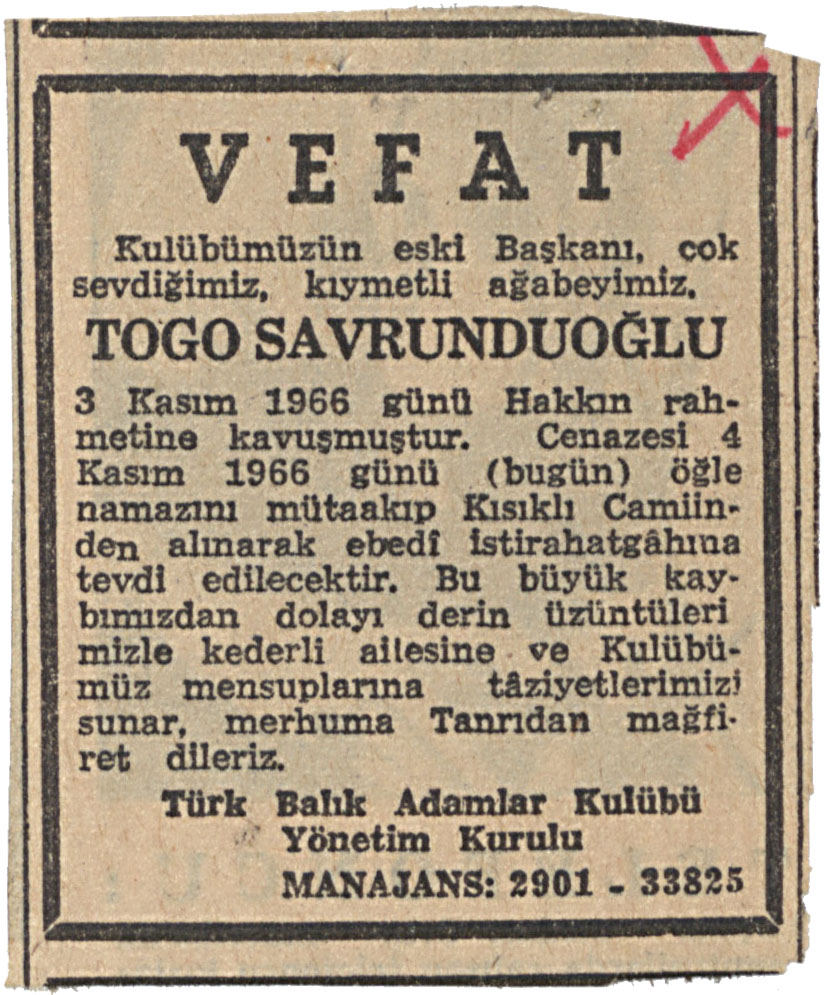 VEFAT
Kulübümüzün eski Başkanı, çok
sevdiğimiz, kıymetli ağabeyimiz.
TOGO SAVRUNDUOĞLU
3 Kasım 1966 günü Hakkın rah-
metine kavuşmuştur. Cenazesi 4
Kasım 1966 günü (bugün) öğle
namazını mütaakıp Kısıklı Camiin-
den alınarak ebedî istirahatgâhına
tevdi edilecektir. Bu büyük kay-
bımızdan dolayı derin üzüntüleri
mizle kederli ailesine ve Kulübü-
müz mensuplarına tâziyetlerimizi
sunar, merhuma Tanrıdan mağfi-
ret dileriz.
Türk Balık Adamlar Kulübü
Yönetim Kurulu
MANAJANS: 2901 - 33825